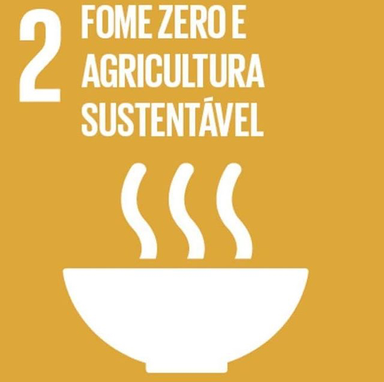 2
FOME ZERO E
AGRICULTURA
SUSTENTÁVEL